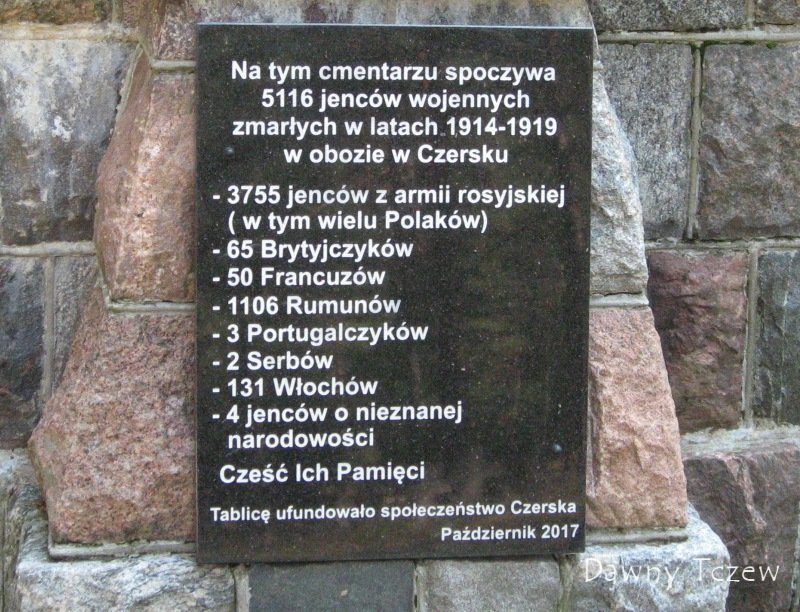 Na tym cmentarzu spoczywa
5116 jenców wojennych
zmarłych w latach 1914-1919
w obozie w Czersku
- 3755 jenców z armii rosyjskiej
( w tym wielu Polaków)
- 65 Brytyjczyków
- 50 Francuzów
- 1106 Rumunów
- 3 Portugalczyków
- 2 Serbów
- 131 Włochów
- 4 jenców o nieznanej
narodowości
Cześć Ich Pamięci
Tablicę ufundowało społeczeństwo Czerska
Październik 2017
Dawny Tczew